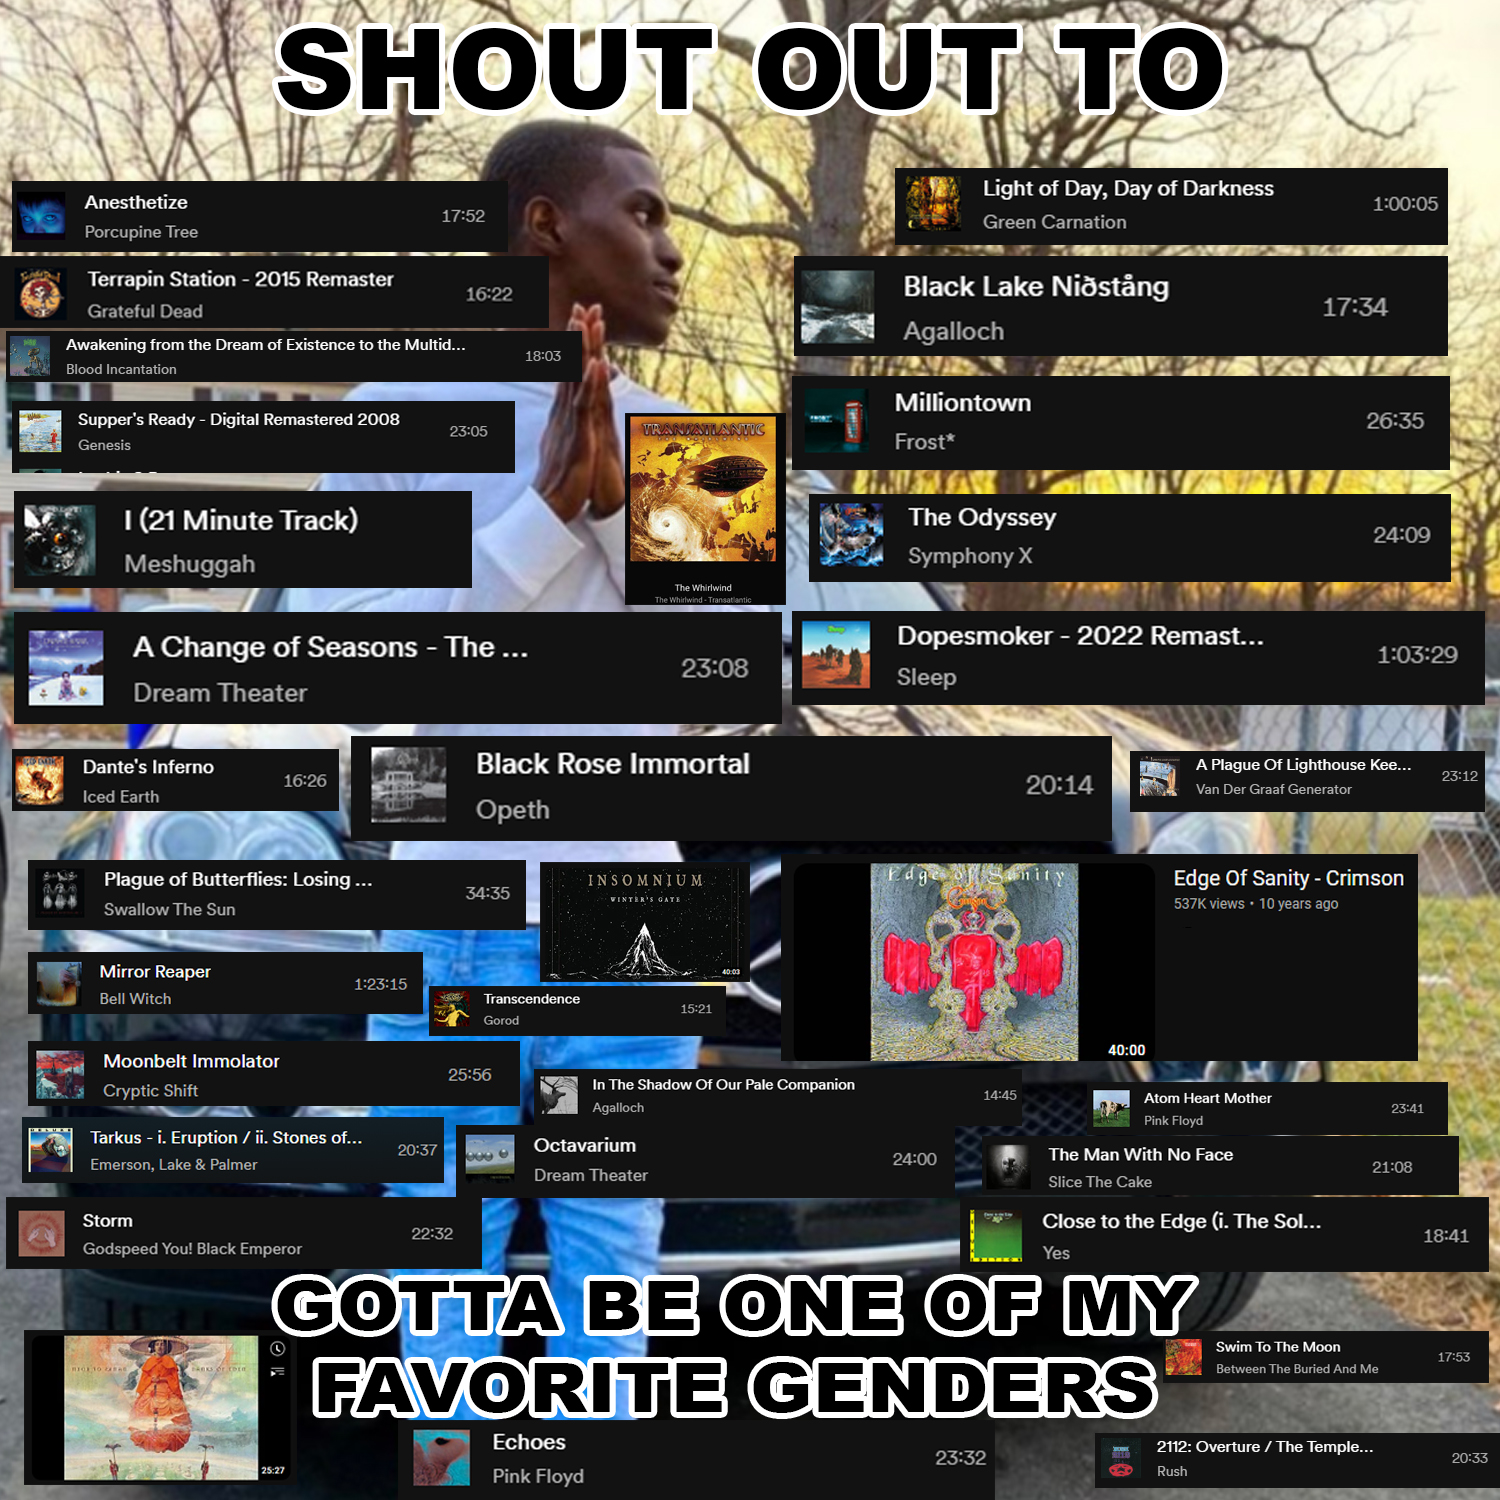 SHOUT OUT TO
Anesthetize
Porcupine Tree
17:52
Light of Day, Day of Darkness
Green Carnation
1:00:05
Terrapin Station - 2015 Remaster
Grateful Dead
16:22
Black Lake Niðstång
Agalloch
17:34
Awakening from the Dream of Existence to the Multid...
Blood Incantation
18:03
Supper's Ready - Digital Remastered 2008
Genesis
23:05
Milliontown
Frost*
26:35
TRANSATLANTIC
The Whirlwind
The Whirlwind - Transatlantic
I (21 Minute Track)
Meshuggah
The Odyssey
Symphony X
24:09
A Change of Seasons - The ...
Dream Theater
23:08
Dopesmoker - 2022 Remast...
Sleep
1:03:29
Dante's Inferno
Iced Earth
16:26
Black Rose Immortal
Opeth
20:14
A Plague Of Lighthouse Kee...
Van Der Graaf Generator
23:12
Plague of Butterflies: Losing ...
Swallow The Sun
34:35
INSOMNIUM
WINTER'S GATE
40:03
Edge of Sanity
40:00
Edge Of Sanity - Crimson
537K views • 10 years ago
Mirror Reaper
Bell Witch
1:23:15
Transcendence
Gorod
15:21
Moonbelt Immolator
Cryptic Shift
25:56
In The Shadow Of Our Pale Companion
Agalloch
14:45
Atom Heart Mother
Pink Floyd
23:41
Tarkus - i. Eruption / ii. Stones of...
Emerson, Lake & Palmer
20:37
Octavarium
Dream Theater
24:00
The Man With No Face
Slice The Cake
21:08
Storm
Godspeed You! Black Emperor
22:32
Close to the Edge (i. The Sol...
Yes
18:41
GOTTA BE ONE OF MY
FAVORITE GENDERS
25:27
Swim To The Moon
Between The Buried And Me
17:53
Echoes
Pink Floyd
23:32
2112: Overture / The Temple...
Rush
20:33